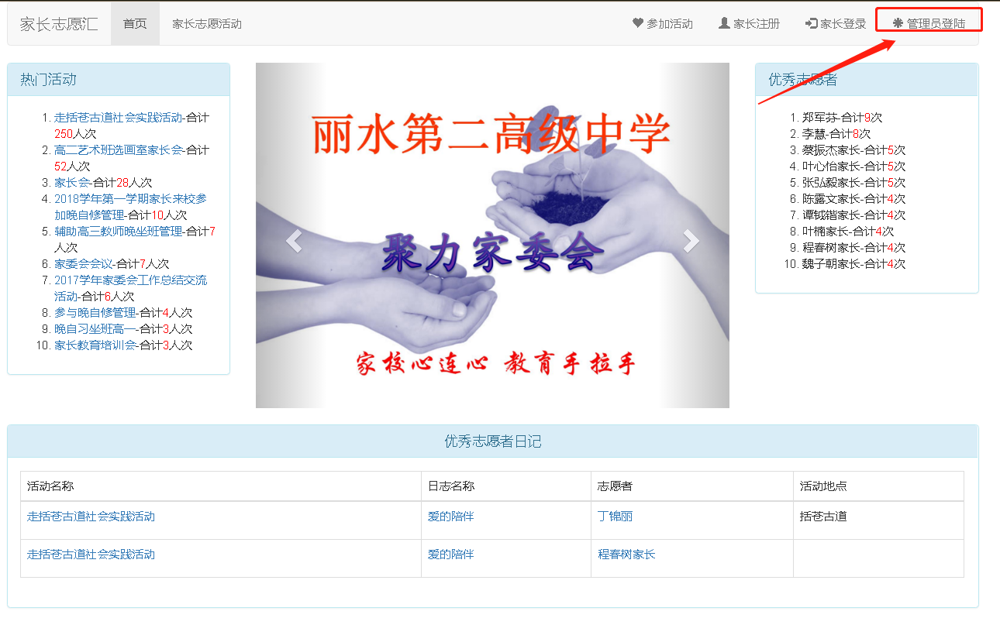 家长志愿汇 首页 家长志愿活动 参加活动 家长注册 家长登录 管理员登陆
热门活动
1. 走括苍古道社会实践活动-合计
250人次
2. 高二艺术班选画室家长会-合计
52人次
3. 家长会-合计28人次
4. 2018学年第一学期家长来校参
加晚自修管理-合计10人次
5. 辅助高三教师晚坐班管理-合计7
人次
6. 家委会会议-合计7人次
7. 2017学年家委会工作总结交流
活动-合计6人次
8. 参与晚自修管理-合计4人次
9. 晚自习坐班高一-合计3人次
10. 家长教育培训会-合计3人次
丽水第二高级中学
聚力家委会
家校心连心 教育手拉手
优秀志愿者
1. 郑军芬-合计9次
2. 李慧-合计8次
3. 蔡振杰家长-合计5次
4. 叶心怡家长-合计5次
5. 张弘毅家长-合计5次
6. 陈露文家长-合计4次
7. 谭钺锴家长-合计4次
8. 叶楠家长-合计4次
9. 程春树家长-合计4次
10. 魏子朝家长-合计4次
优秀志愿者日记
活动名称 日志名称 志愿者 活动地点
走括苍古道社会实践活动 爱的陪伴 丁锦丽 括苍古道
走括苍古道社会实践活动 爱的陪伴 程春树家长